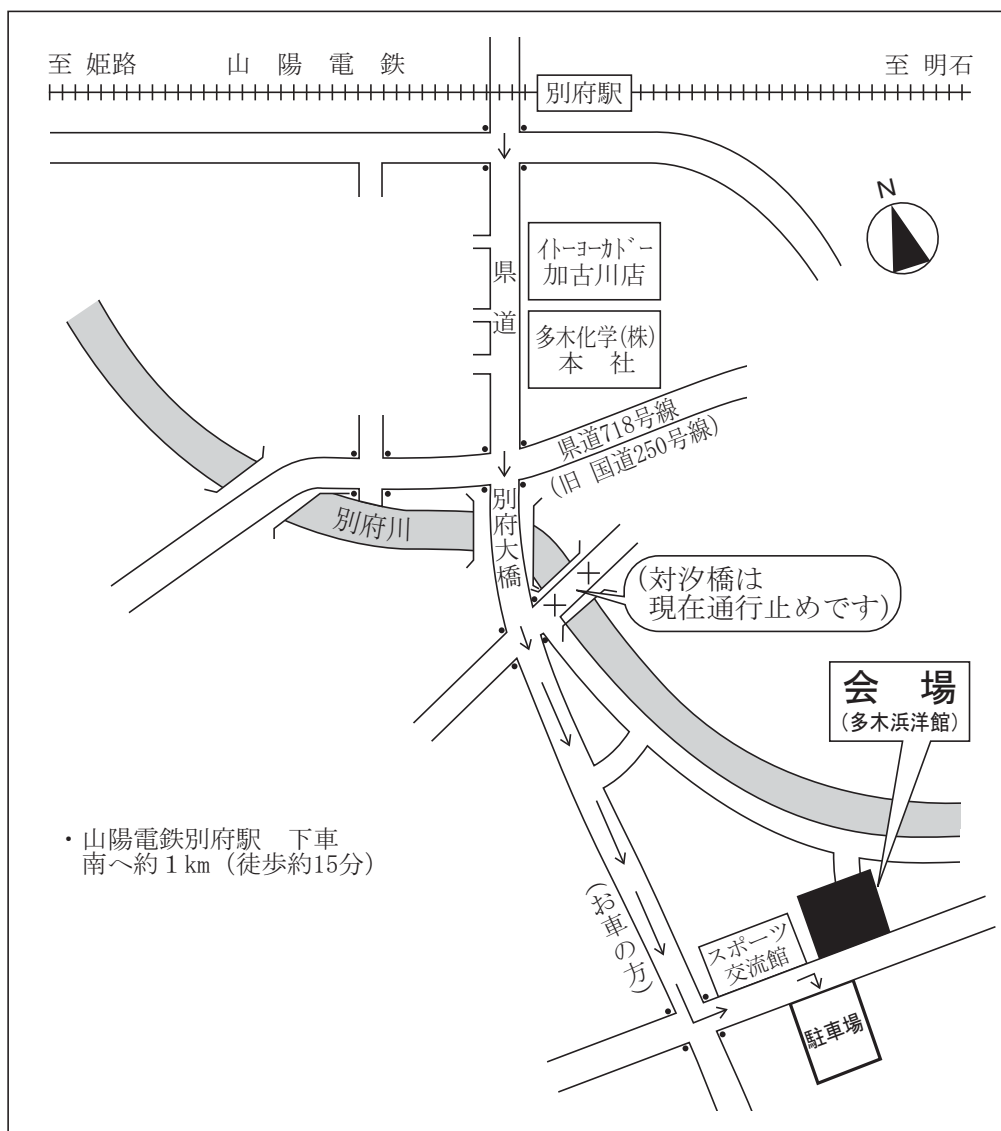 至 姫路
山陽電鉄
至 明石
別府駅
N
県道
イトーヨーカドー
加古川店
多木化学(株)
本 社
県道718号線
(旧 国道250号線)
別府川
別府大橋
(対汐橋は
現在通行止めです)
会 場
(多木浜洋館)
・山陽電鉄別府駅 下車
南へ約1km (徒歩約15分)
(お車の方)
スポーツ
交流館
駐車場